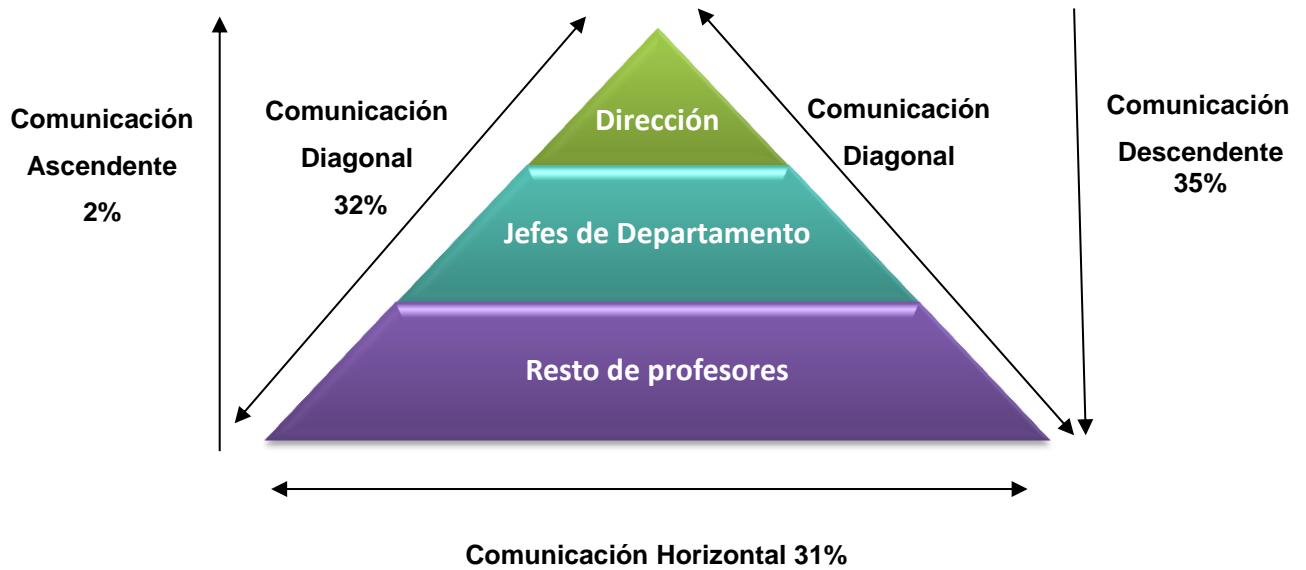 Comunicación
Ascendente
2%
Comunicación
Diagonal
32%
Dirección
Jefes de Departamento
Resto de profesores
Comunicación
Diagonal
Comunicación
Descendente
35%
Comunicación Horizontal 31%